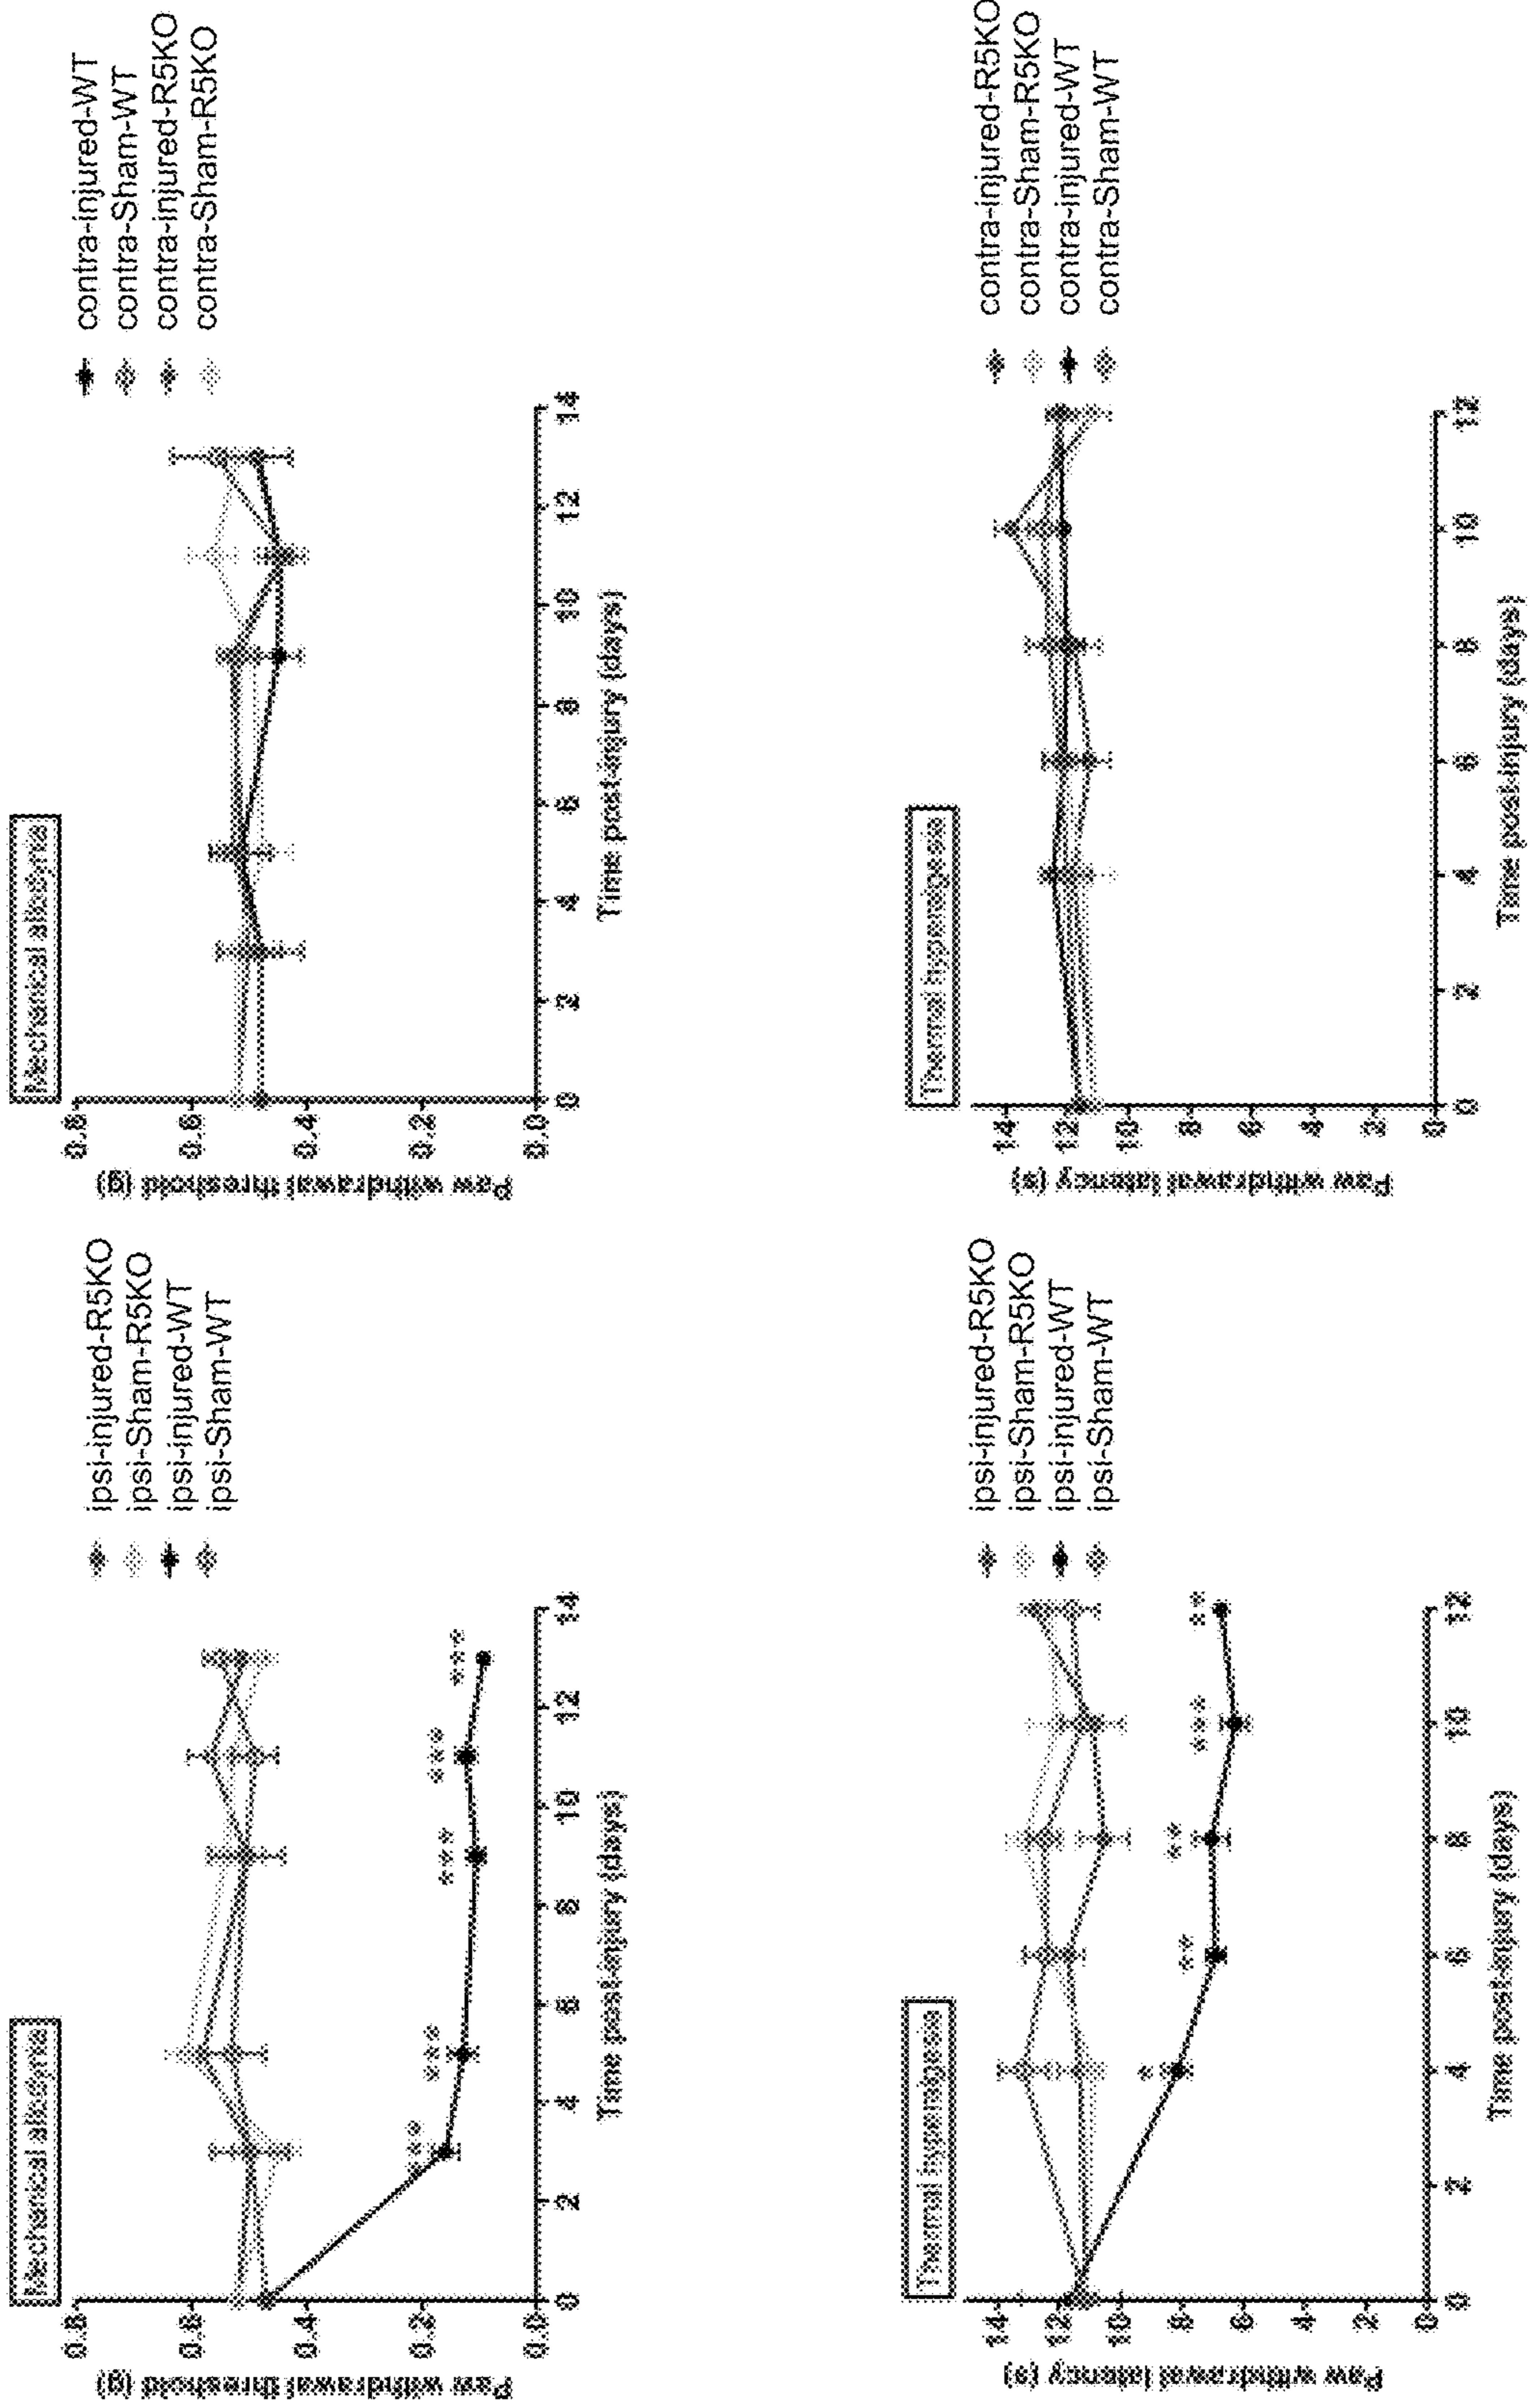 Mechanical allodynia
Paw withdrawal threshold (g)
0.8
0.6
0.4
0.2
0.0
0 2 4 6 8 10 12 14
Time post-injury (days)
** *** *** *** ***
ipsi-injured-R5KO
ipsi-Sham-R5KO
ipsi-injured-WT
ipsi-Sham-WT
Mechanical allodynia
Paw withdrawal threshold (g)
0.8
0.6
0.4
0.2
0.0
0 2 4 6 8 10 12 14
Time post-injury (days)
contra-injured-WT
contra-Sham-WT
contra-injured-R5KO
contra-Sham-R5KO
Thermal hyperalgesia
Paw withdrawal latency (s)
14
12
10
8
6
4
2
0
0 2 4 6 8 10 12
Time post-injury (days)
* ** ** *** **
ipsi-injured-R5KO
ipsi-Sham-R5KO
ipsi-injured-WT
ipsi-Sham-WT
Thermal hyperalgesia
Paw withdrawal latency (s)
14
12
10
8
6
4
2
0
0 2 4 6 8 10 12
Time post-injury (days)
contra-injured-R5KO
contra-Sham-R5KO
contra-injured-WT
contra-Sham-WT